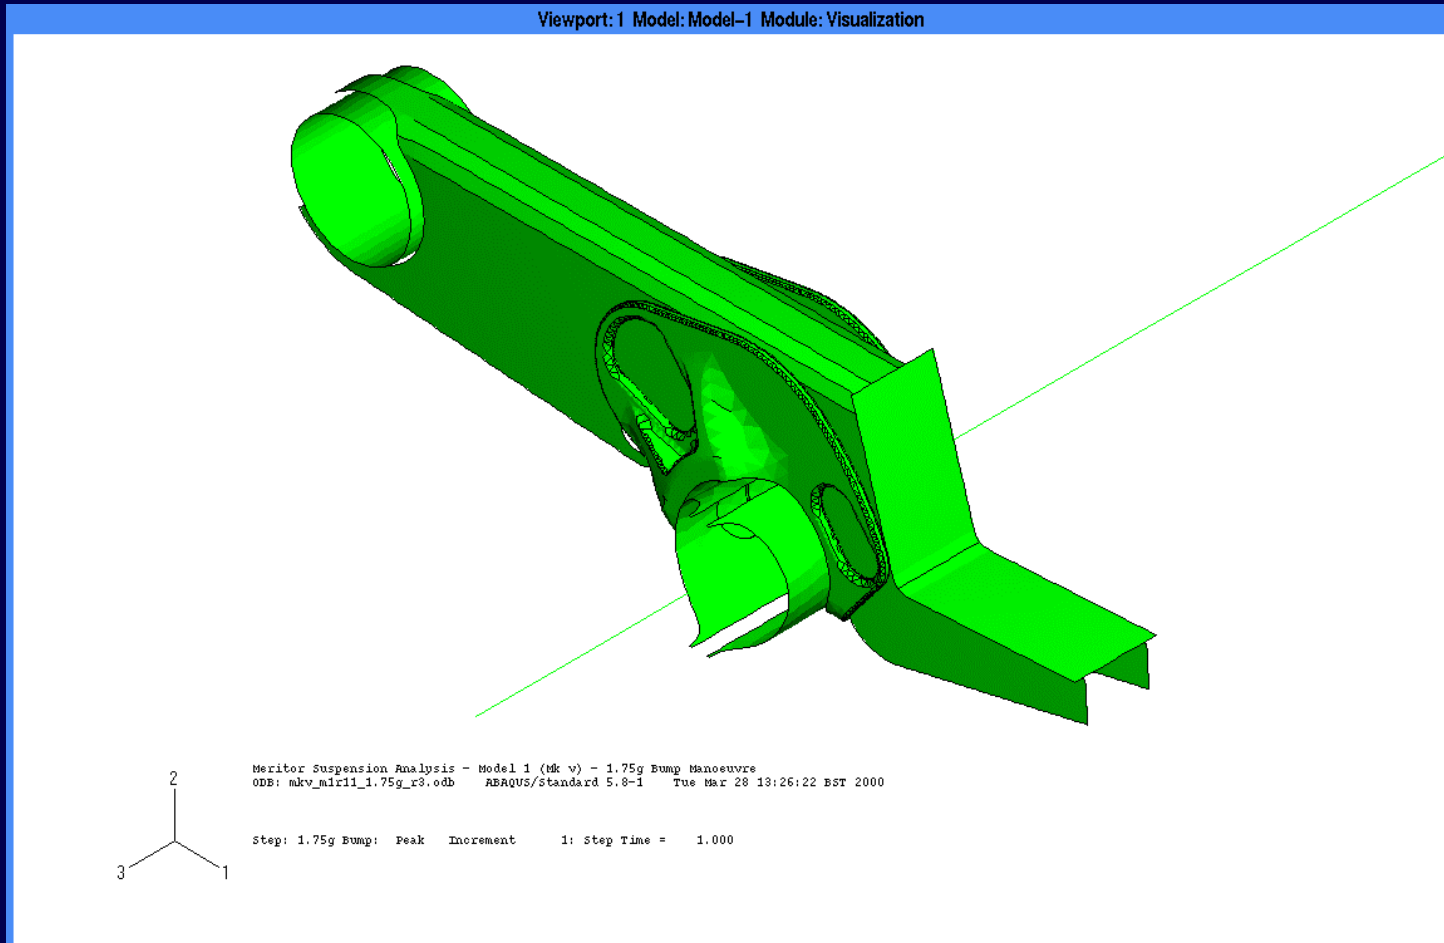 Viewport: 1 Model: Model-1 Module: Visualization
Meritor Suspension Analysis - Model 1 (Mk v) - 1.75g Bump Manoeuvre
ODB: mkv_m1r11_1.75g_r3.odb ABAQUS/Standard 5.8-1 Tue Mar 28 13:26:22 BST 2000
Step: 1.75g Bump: Peak Increment 1: Step Time = 1.000
2
3
1